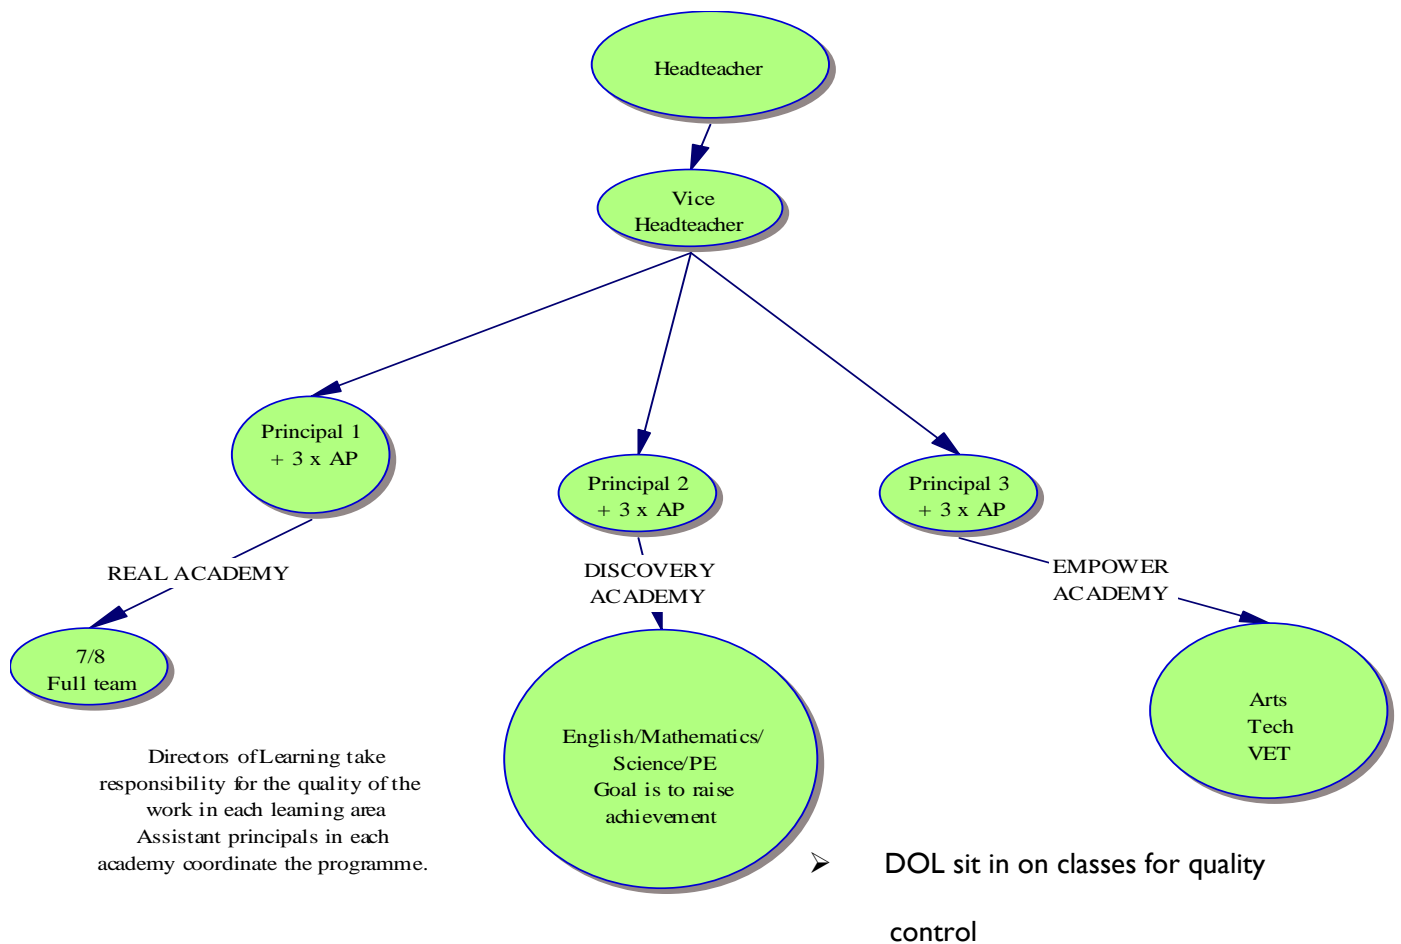 Headteacher
Vice
Headteacher
Principal 1
+ 3 x AP
Principal 2
+ 3 x AP
Principal 3
+ 3 x AP
REAL ACADEMY
DISCOVERY
ACADEMY
EMPOWER
ACADEMY
7/8
Full team
English/Mathematics/
Science/PE
Goal is to raise
achievement
Arts
Tech
VET
Directors of Learning take
responsibility for the quality of the
work in each learning area
Assistant principals in each
academy coordinate the programme.
➢ DOL sit in on classes for quality
control